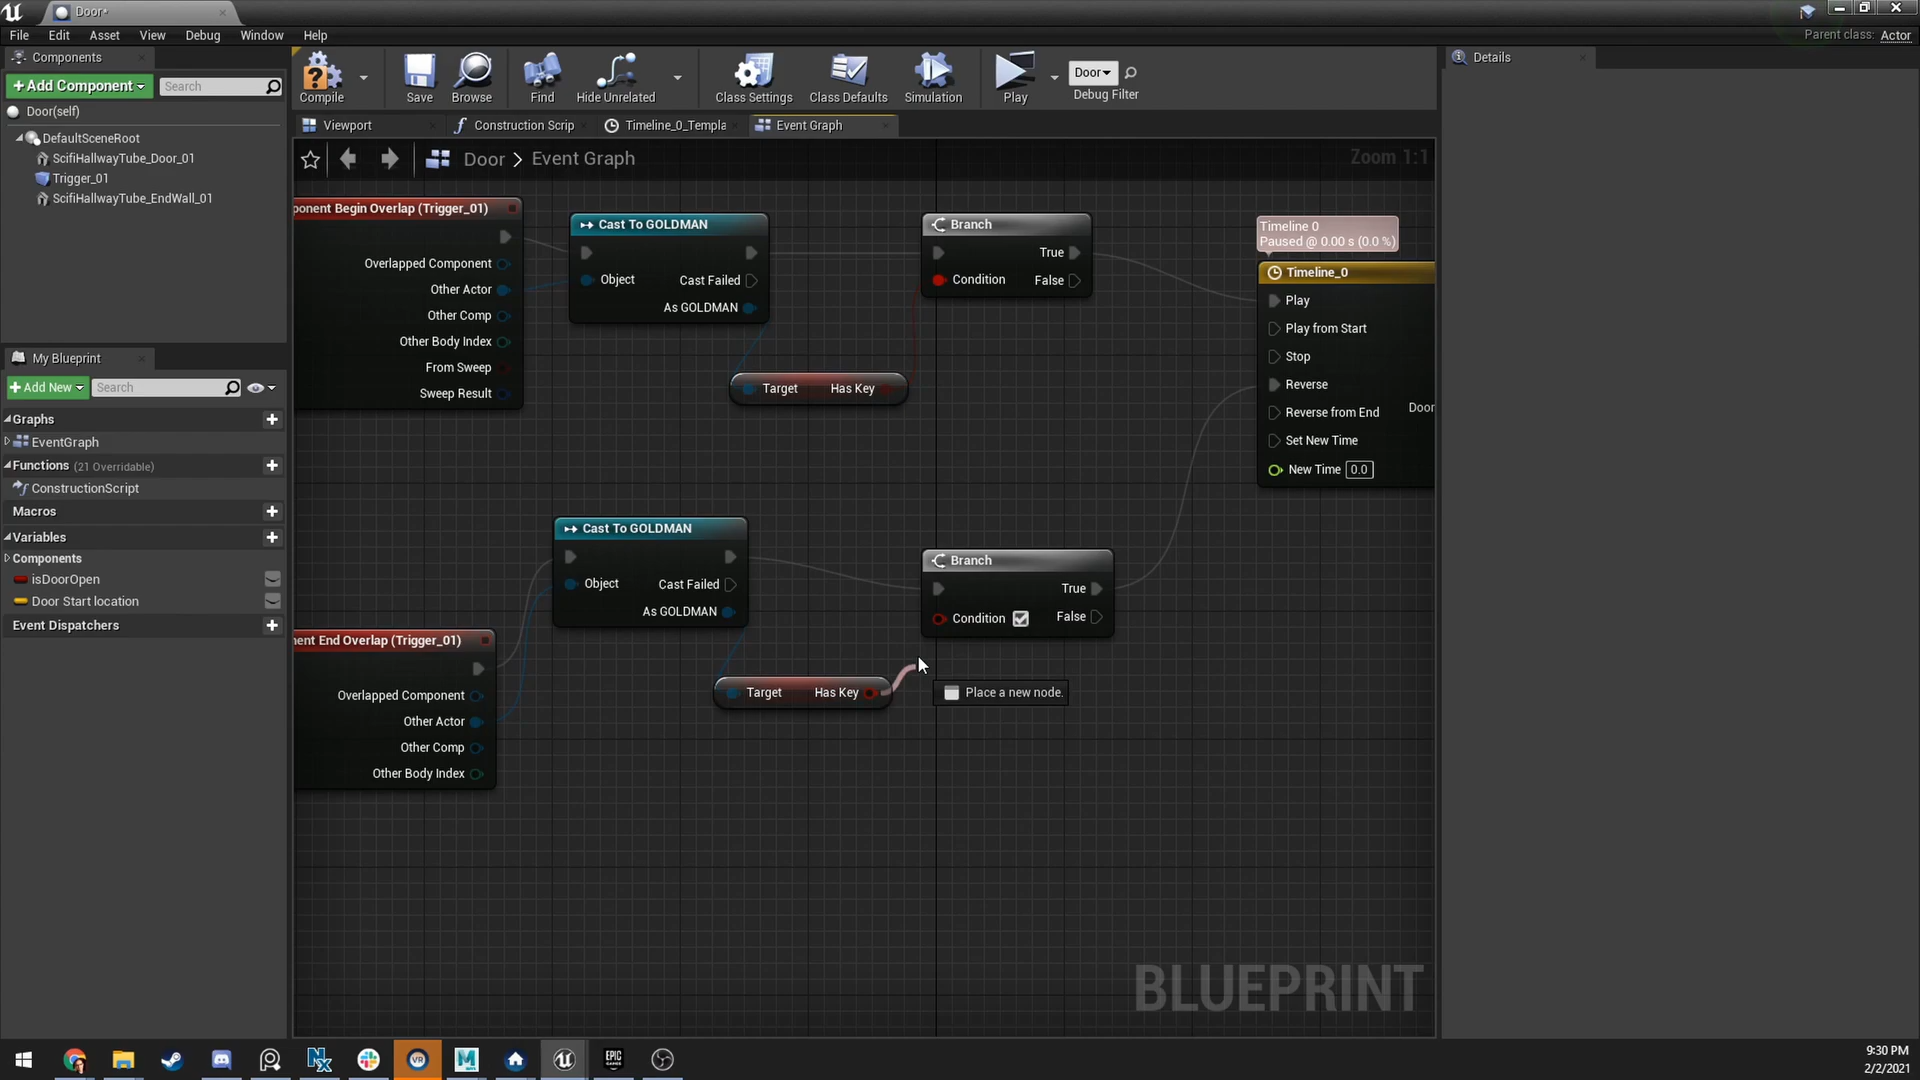 Door*
File Edit Asset View Debug Window Help
Parent class: Actor
Components
+Add Component
Search
Door(self)
DefaultSceneRoot
ScifiHallwayTube_Door_01
Trigger_01
ScifiHallwayTube_EndWall_01
Compile
Save
Browse
Find
Hide Unrelated
Class Settings
Class Defaults
Simulation
Play
Door
Debug Filter
Details
Viewport
Construction Scrip
Timeline_0_Templa
Event Graph
Door > Event Graph
Zoom 1:1
ponent Begin Overlap (Trigger_01)
Overlapped Component
Other Actor
Other Comp
Other Body Index
From Sweep
Sweep Result
Cast To GOLDMAN
Object
Cast Failed
As GOLDMAN
Target Has Key
Branch
True
Condition
False
Timeline 0
Paused @ 0.00 s (0.0 %)
Timeline_0
Play
Play from Start
Stop
Reverse
Reverse from End
Door
Set New Time
New Time 0.0
My Blueprint
+Add New
Search
Graphs
EventGraph
Functions (21 Overridable)
ConstructionScript
Macros
Variables
Components
isDoorOpen
Door Start location
Event Dispatchers
nent End Overlap (Trigger_01)
Overlapped Component
Other Actor
Other Comp
Other Body Index
Cast To GOLDMAN
Object
Cast Failed
As GOLDMAN
Target Has Key
Branch
True
Condition
False
Place a new node.
BLUEPRINT
VR
M
EPIC
GAMES
9:30 PM
2/2/2021